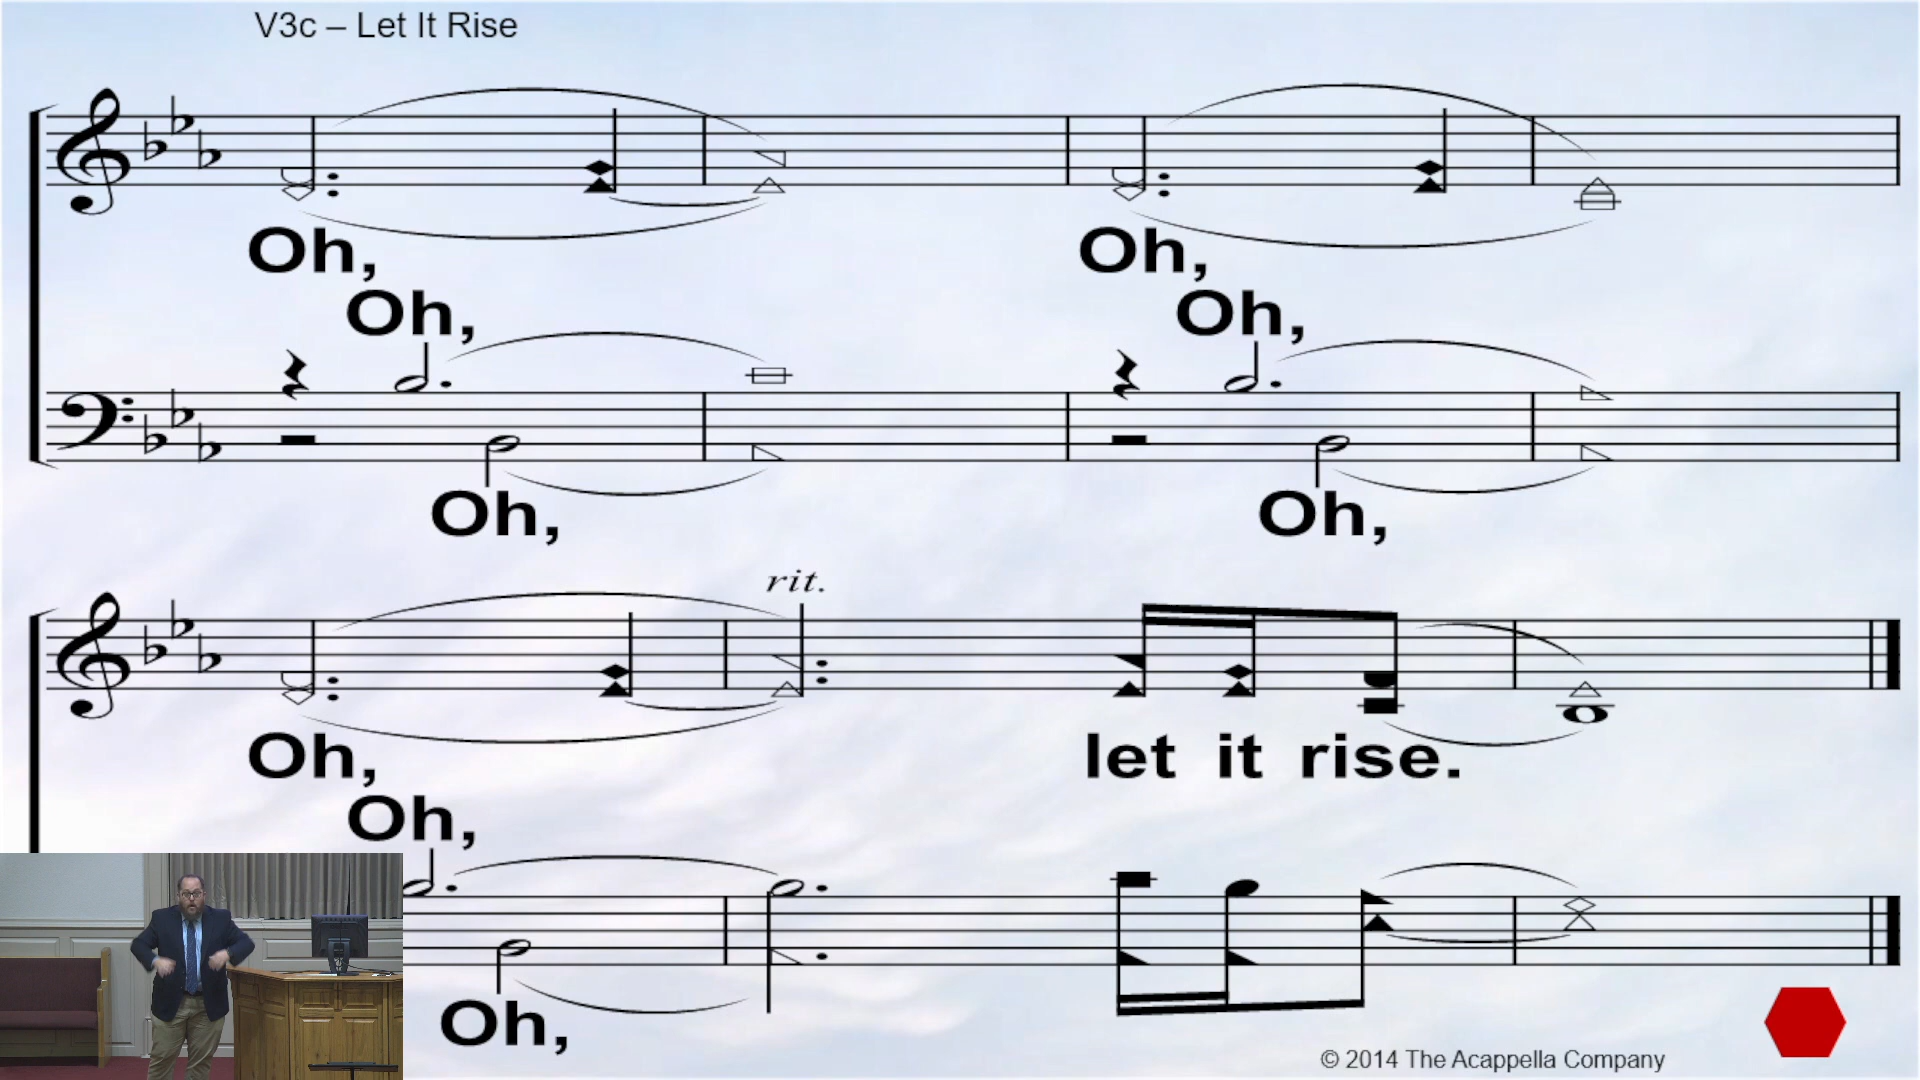 V3c – Let It Rise
Oh, Oh,
Oh, Oh,
Oh, Oh,
rit.
Oh, let it rise.
Oh,
Oh,
© 2014 The Acappella Company